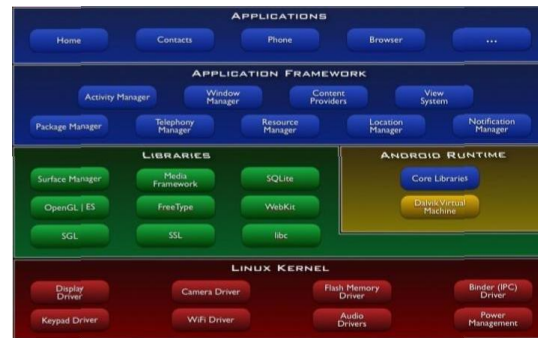 APPLICATIONS
Home Contacts Phone Browser ...
APPLICATION FRAMEWORK
Activity Manager Window Manager Content Providers View System
Package Manager Telephony Manager Resource Manager Location Manager Notification Manager
LIBRARIES
Surface Manager Media Framework SQLite
OpenGL | ES FreeType WebKit
SGL SSL libc
ANDROID RUNTIME
Core Libraries
Dalvik Virtual Machine
LINUX KERNEL
Display Driver Camera Driver Flash Memory Driver Binder (IPC) Driver
Keypad Driver WiFi Driver Audio Drivers Power Management